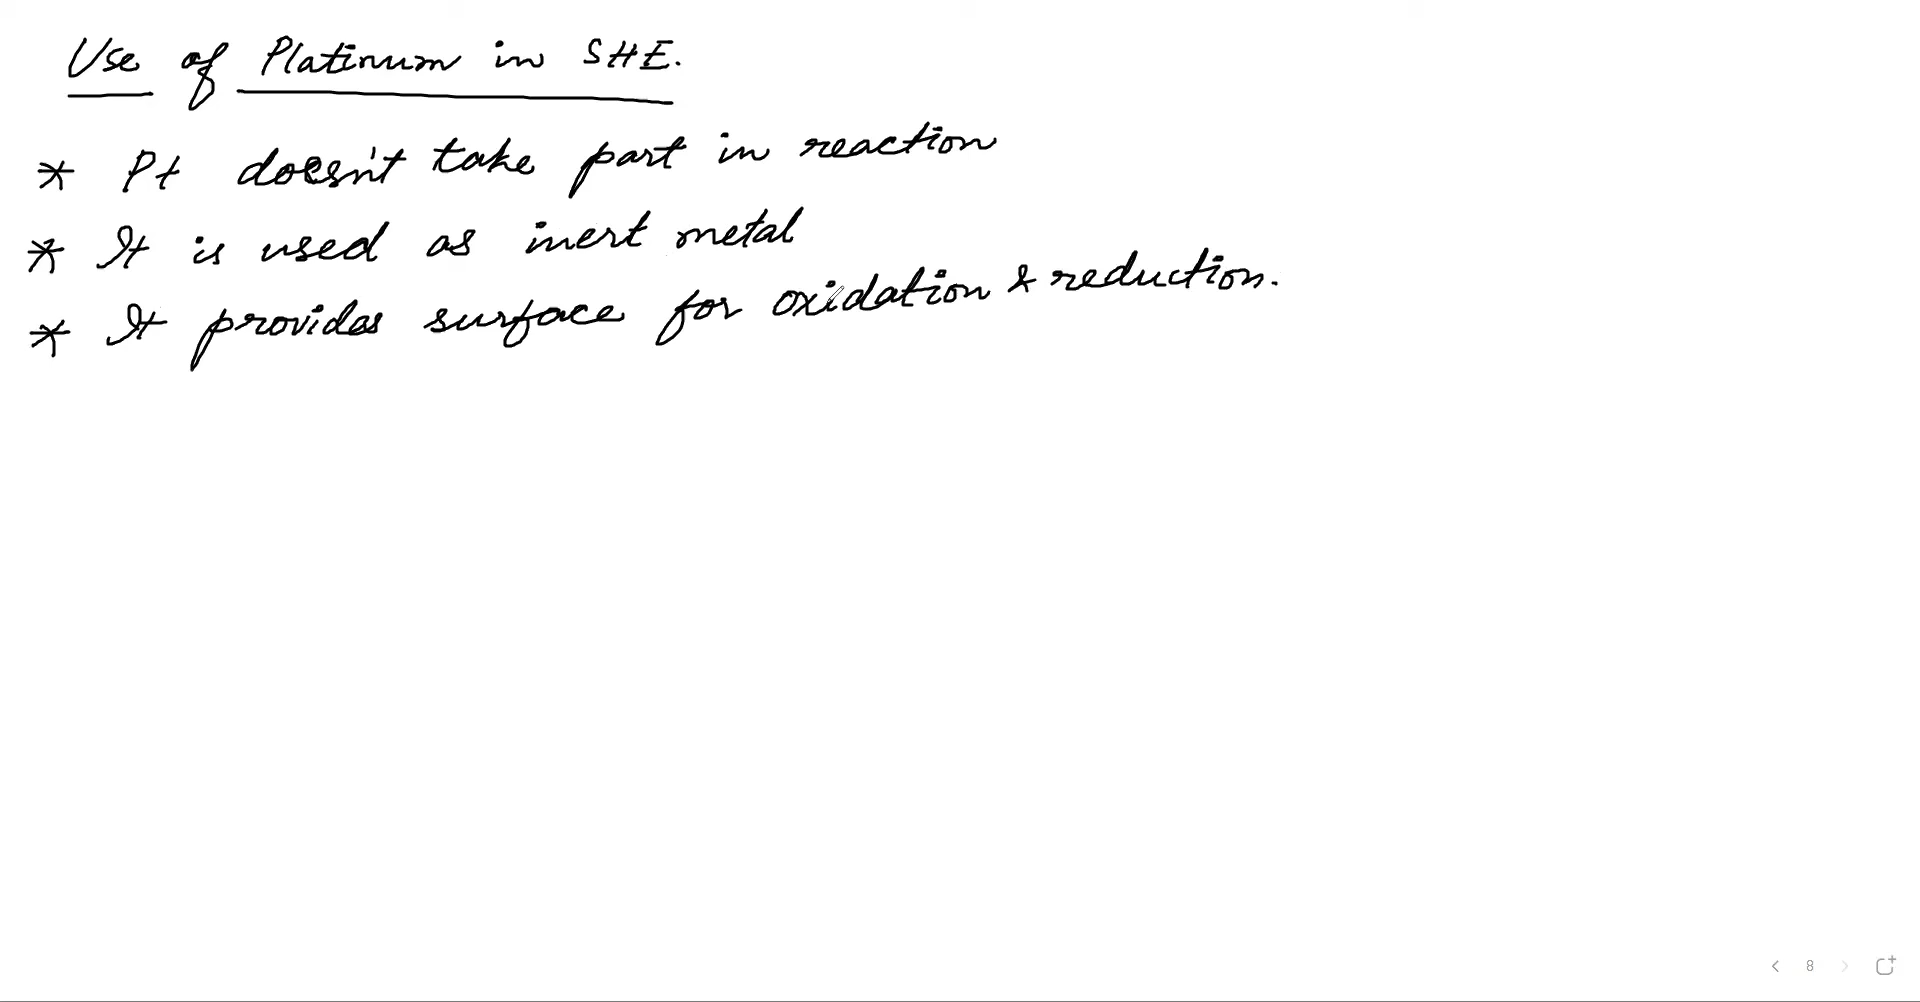 Use of Platinum in SHE.
* Pt doesn't take part in reaction
* It is used as inert metal
* It provides surface for oxidation & reduction.
8